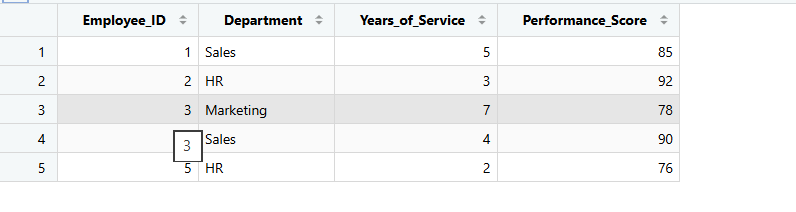 Employee_ID Department Years_of_Service Performance_Score
1 1 Sales 5 85
2 2 HR 3 92
3 3 Marketing 7 78
4 Sales 4 90
3
5 5 HR 2 76